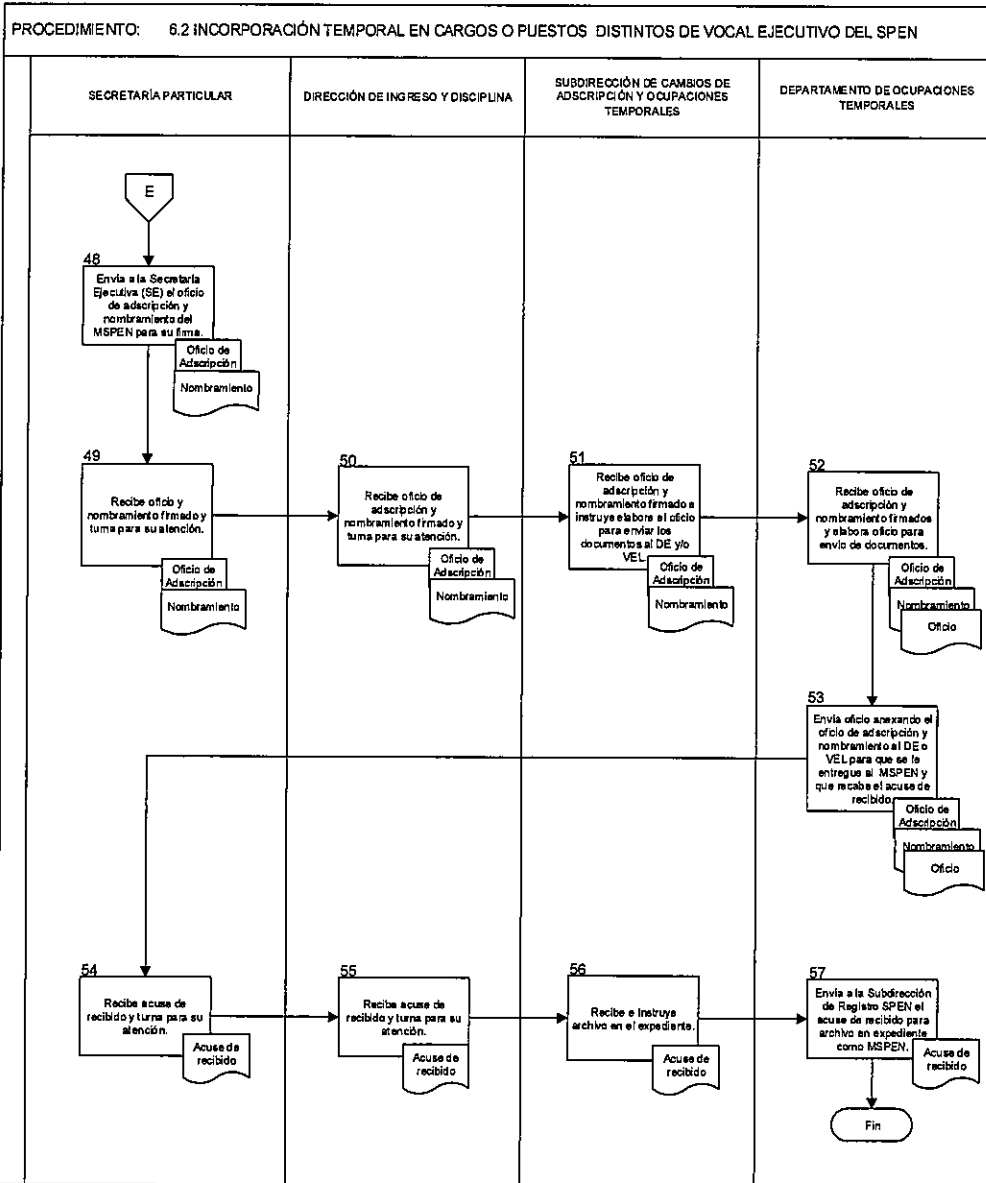 PROCEDIMIENTO: 6.2 INCORPORACIÓN TEMPORAL EN CARGOS O PUESTOS DISTINTOS DE VOCAL EJECUTIVO DEL SPEN
SECRETARÍA PARTICULAR
DIRECCIÓN DE INGRESO Y DISCIPLINA
SUBDIRECCIÓN DE CAMBIOS DE
ADSCRIPCIÓN Y OCUPACIONES
TEMPORALES
DEPARTAMENTO DE OCUPACIONES
TEMPORALES
E
48
Envía a la Secretaría
Ejecutiva (SE) el oficio
de adscripción y
nombramiento del
MSPEN para su firma.
Oficio de
Adscripción
Nombramiento
49
Recibe oficio y
nombramiento firmado y
turna para su atención.
Oficio de
Adscripción
Nombramiento
50
Recibe oficio de
adscripción y
nombramiento firmado y
turna para su atención.
Oficio de
Adscripción
Nombramiento
51
Recibe oficio de
adscripción y
nombramiento firmado e
instruye elabore el oficio
para enviar los
documentos al DE y/o
VEL.
Oficio de
Adscripción
Nombramiento
52
Recibe oficio de
adscripción y
nombramiento firmados
y elabora oficio para
envío de documentos.
Oficio de
Adscripción
Nombramiento
Oficio
53
Envía oficio anexando el
oficio de adscripción y
nombramiento al DE o
VEL para que se le
entregue al MSPEN y
que recabe el acuse de
recibido.
Oficio de
Adscripción
Nombramiento
Oficio
54
Recibe acuse de
recibido y turna para su
atención.
Acuse de
recibido
55
Recibe acuse de
recibido y turna para su
atención.
Acuse de
recibido
56
Recibe e Instruye
archivo en el expediente.
Acuse de
recibido
57
Envía a la Subdirección
de Registro SPEN el
acuse de recibido para
archivo en expediente
como MSPEN.
Acuse de
recibido
Fin